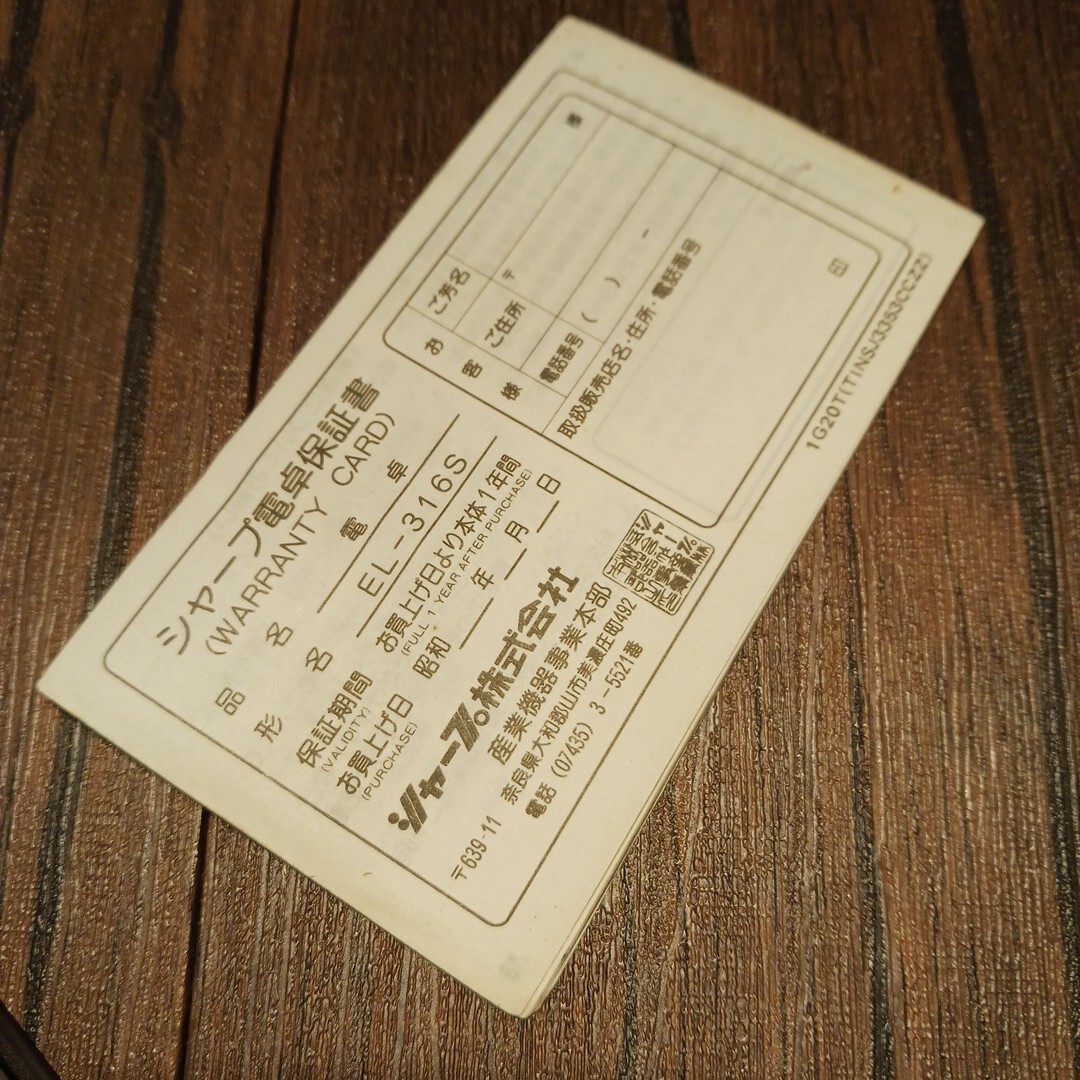 シャープ電卓保証書
(WARRANTY CARD)
品名 電卓
形名 EL-316S
保証期間 お買上げ日より本体1年間
(VALIDITY) (FULL 1 YEAR AFTER PURCHASE)
お買上げ日 昭和 年 月 日
(PURCHASE)
シャープ株式会社
産業機器事業本部
〒639-11 奈良県大和郡山市美濃庄町492
電話 (07435) 3-5521番
お客様
ご芳名 様
ご住所 〒
電話番号 ( ) -
取扱販売店名・住所・電話番号
印
1G20T(TINSJ3383CCZZ)